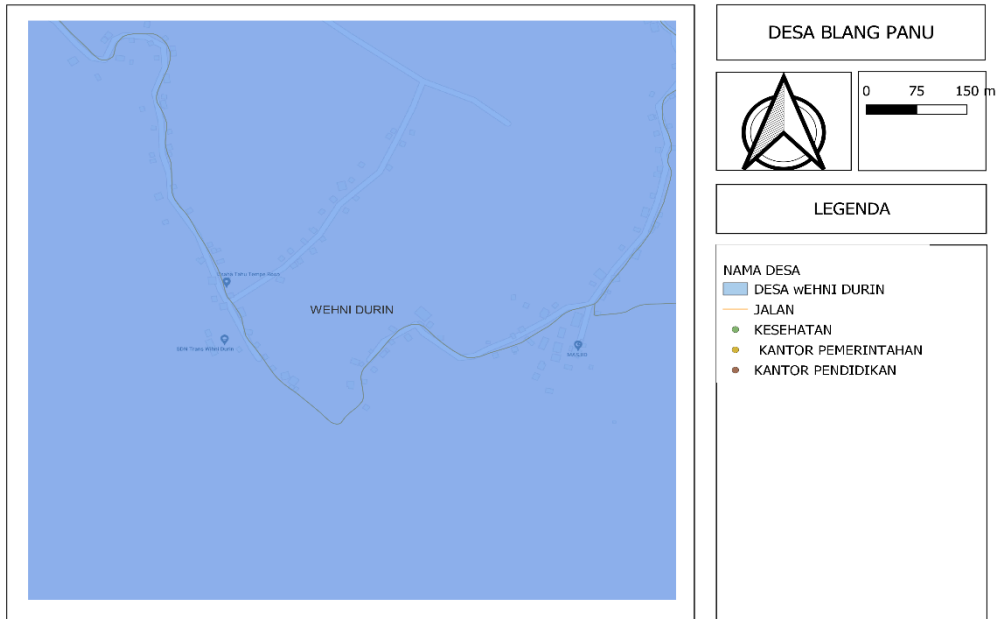 DESA BLANG PANU
0 75 150 m
LEGENDA
NAMA DESA
DESA wEHNI DURIN
JALAN
KESEHATAN
KANTOR PEMERINTAHAN
KANTOR PENDIDIKAN
WEHNI DURIN